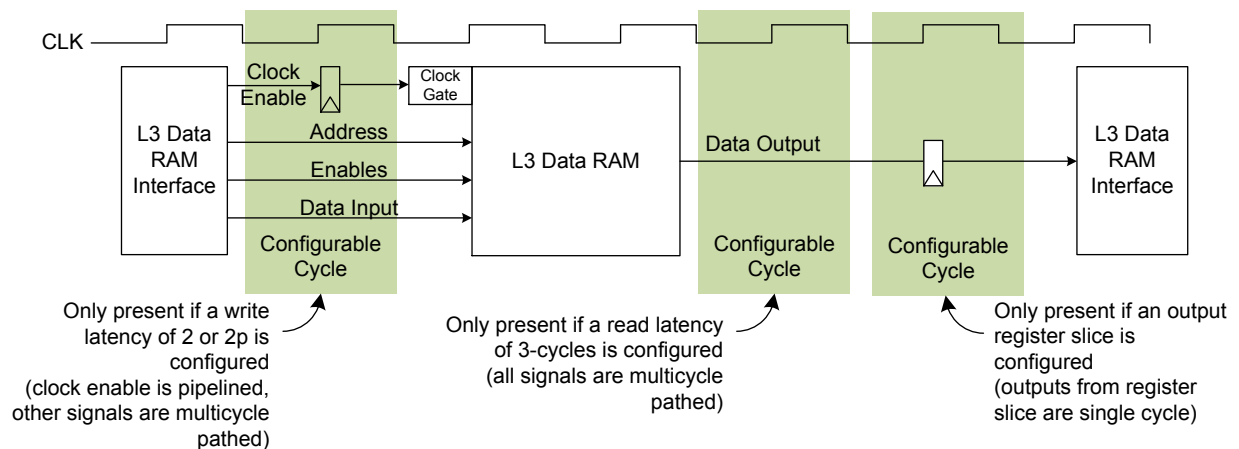 CLK
Clock
Enable
Clock
Gate
L3 Data
RAM
Interface
Address
Enables
Data Input
L3 Data RAM
Data Output
L3 Data
RAM
Interface
Configurable
Cycle
Configurable
Cycle
Configurable
Cycle
Only present if a write
latency of 2 or 2p is
configured
(clock enable is pipelined,
other signals are multicycle
pathed)
Only present if a read latency
of 3-cycles is configured
(all signals are multicycle
pathed)
Only present if an output
register slice is
configured
(outputs from register
slice are single cycle)